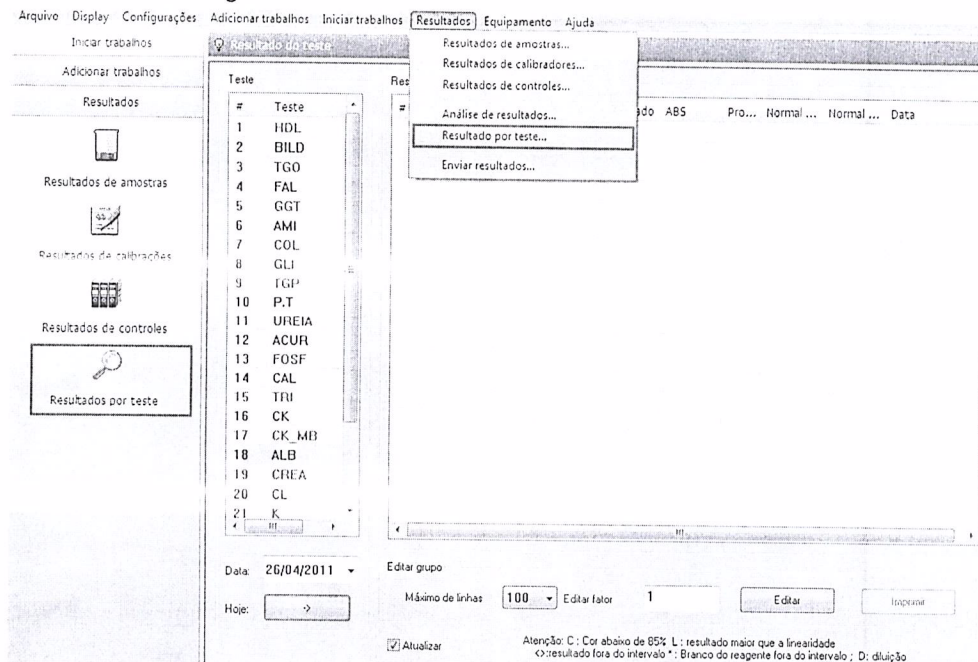 Arquivo Display Configurações Adicionar trabalhos Iniciar trabalhos Resultados Equipamento Ajuda
Iniciar trabalhos
Adicionar trabalhos
Resultados
Resultados de amostras
Resultados de calibrações
Resultados de controles
Resultados por teste
Resultado do teste
Resultados de amostras...
Resultados de calibradores...
Resultados de controles...
Análise de resultados...
Resultado por teste...
Enviar resultados...
Teste
# Teste
1 HDL
2 BILD
3 TGO
4 FAL
5 GGT
6 AMI
7 COL
8 GLI
9 TGP
10 P.T
11 UREIA
12 ACUR
13 FOSF
14 CAL
15 TRI
16 CK
17 CK_MB
18 ALB
19 CREA
20 CL
21 K
Res
# ado ABS Pro... Normal ... Normal ... Data
Data: 26/04/2011
Hoje: ->
Editar grupo
Máximo de linhas 100 Editar fator 1 Editar Imprimir
Atualizar
Atenção: C : Cor abaixo de 85% L : resultado maior que a linearidade
<>:resultado fora do intervalo * : Branco do reagente fora do intervalo ; D: diluição